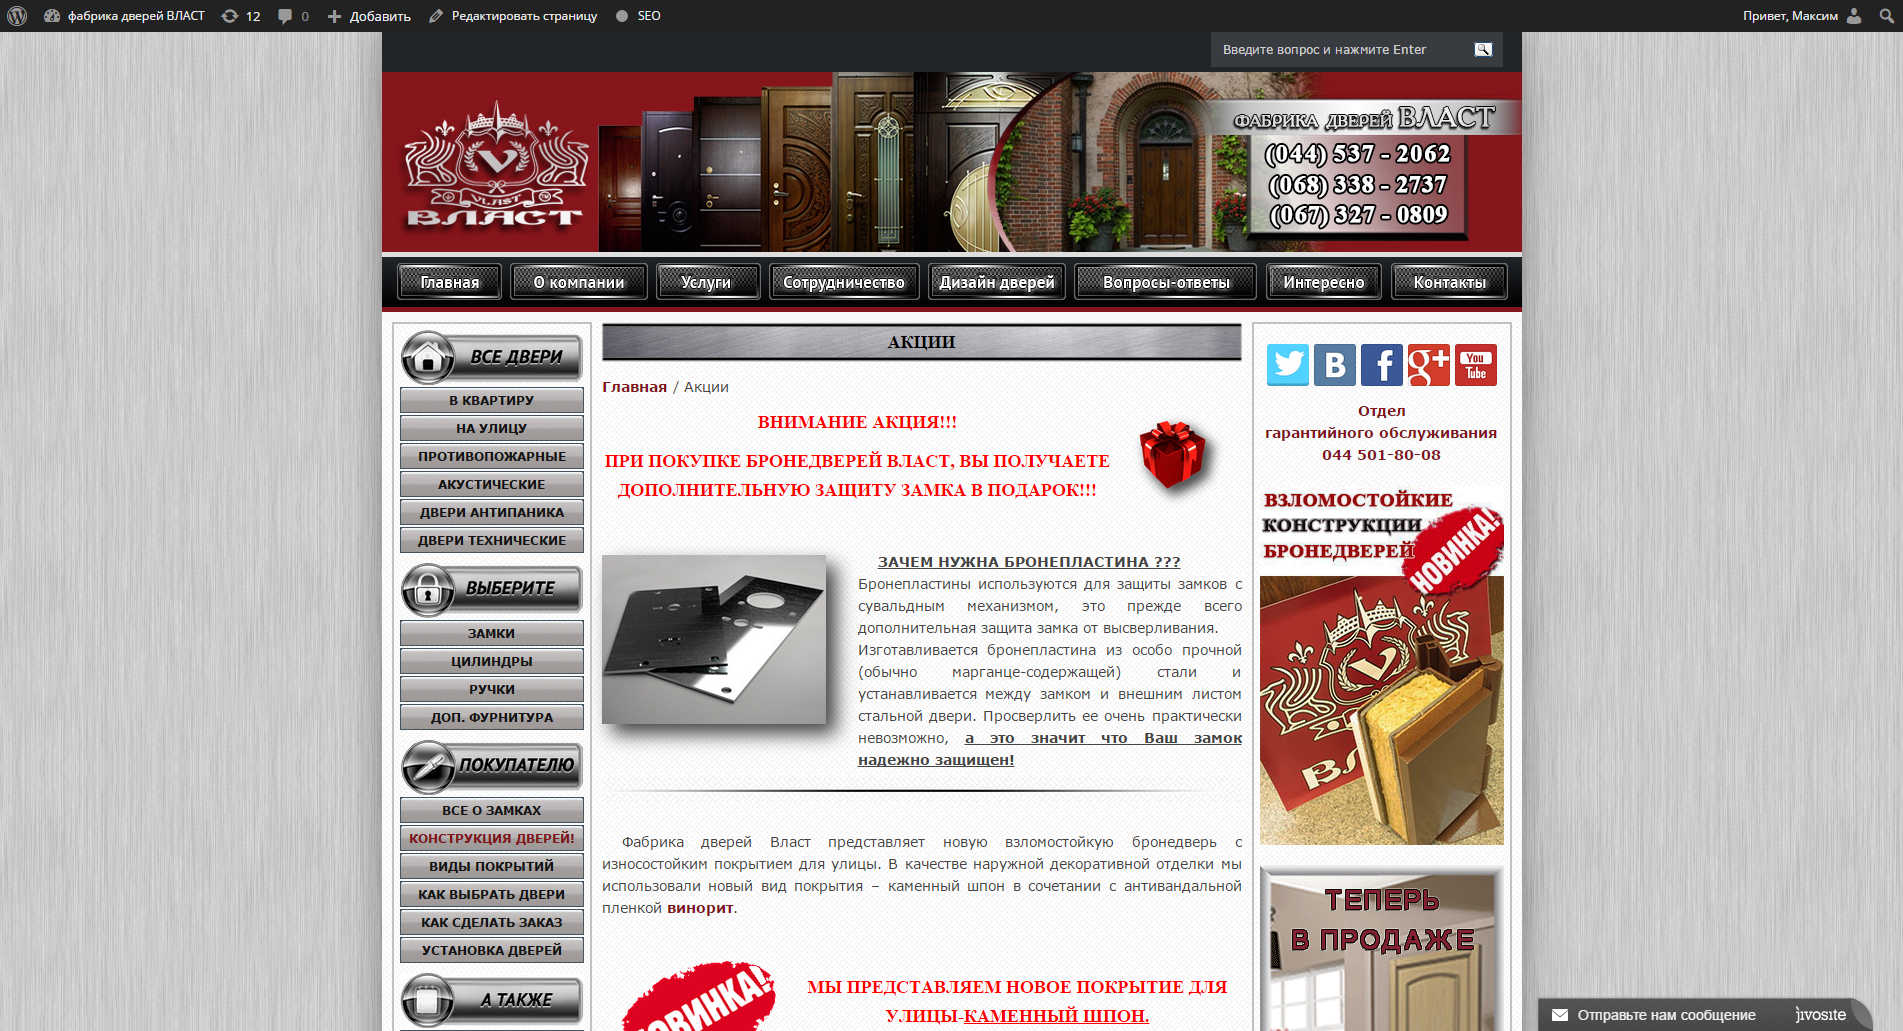 фабрика дверей ВЛАСТ
12
0
Добавить
Редактировать страницу
SEO
Привет, Максим
Введите вопрос и нажмите Enter
VLAST
ВЛАСТ
ФАБРИКА ДВЕРЕЙ ВЛАСТ
(044) 537 - 2062
(068) 338 - 2737
(067) 327 - 0809
Главная
О компании
Услуги
Сотрудничество
Дизайн дверей
Вопросы-ответы
Интересно
Контакты
ВСЕ ДВЕРИ
В КВАРТИРУ
НА УЛИЦУ
ПРОТИВОПОЖАРНЫЕ
АКУСТИЧЕСКИЕ
ДВЕРИ АНТИПАНИКА
ДВЕРИ ТЕХНИЧЕСКИЕ
ВЫБЕРИТЕ
ЗАМКИ
ЦИЛИНДРЫ
РУЧКИ
ДОП. ФУРНИТУРА
ПОКУПАТЕЛЮ
ВСЕ О ЗАМКАХ
КОНСТРУКЦИЯ ДВЕРЕЙ!
ВИДЫ ПОКРЫТИЙ
КАК ВЫБРАТЬ ДВЕРИ
КАК СДЕЛАТЬ ЗАКАЗ
УСТАНОВКА ДВЕРЕЙ
А ТАКЖЕ
АКЦИИ
Главная / Акции
ВНИМАНИЕ АКЦИЯ!!!
ПРИ ПОКУПКЕ БРОНЕДВЕРЕЙ ВЛАСТ, ВЫ ПОЛУЧАЕТЕ
ДОПОЛНИТЕЛЬНУЮ ЗАЩИТУ ЗАМКА В ПОДАРОК!!!
ЗАЧЕМ НУЖНА БРОНЕПЛАСТИНА ???
Бронепластины используются для защиты замков с
сувальдным механизмом, это прежде всего
дополнительная защита замка от высверливания.
Изготавливается бронепластина из особо прочной
(обычно марганце-содержащей) стали и
устанавливается между замком и внешним листом
стальной двери. Просверлить ее очень практически
невозможно, а это значит что Ваш замок
надежно защищен!
Фабрика дверей Власт представляет новую взломостойкую бронедверь с
износостойким покрытием для улицы. В качестве наружной декоративной отделки мы
использовали новый вид покрытия – каменный шпон в сочетании с антивандальной
пленкой винорит.
НОВИНКА!
МЫ ПРЕДСТАВЛЯЕМ НОВОЕ ПОКРЫТИЕ ДЛЯ
УЛИЦЫ-КАМЕННЫЙ ШПОН.
You
Tube
Отдел
гарантийного обслуживания
044 501-80-08
ВЗЛОМОСТОЙКИЕ
КОНСТРУКЦИИ
БРОНЕДВЕРЕЙ
НОВИНКА!
ТЕПЕРЬ
В ПРОДАЖЕ
Отправьте нам сообщение
jivosite